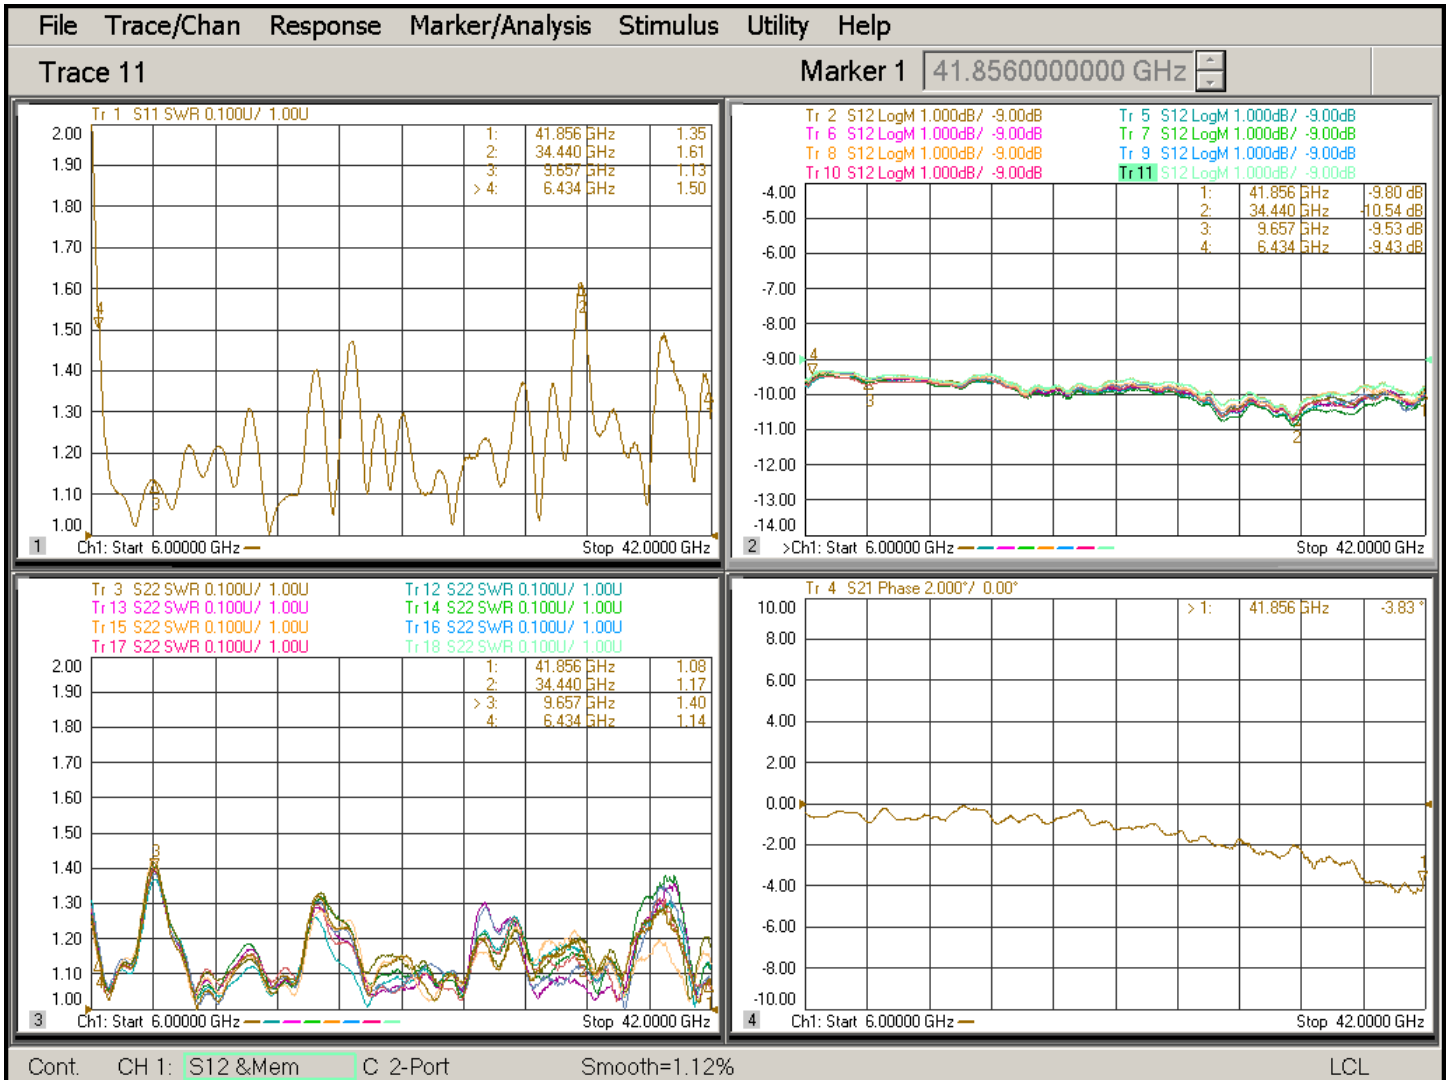 File Trace/Chan Response Marker/Analysis Stimulus Utility Help
Trace 11 Marker 1 41.8560000000 GHz
Tr 1 S11 SWR 0.100U/ 1.00U
1: 41.856 GHz 1.35
2: 34.440 GHz 1.61
3: 9.657 GHz 1.13
> 4: 6.434 GHz 1.50
2.00
1.90
1.80
1.70
1.60
1.50
1.40
1.30
1.20
1.10
1.00
4
2
3
1
1 Ch1: Start 6.00000 GHz Stop 42.0000 GHz
Tr 2 S12 LogM 1.000dB/ -9.00dB Tr 5 S12 LogM 1.000dB/ -9.00dB
Tr 6 S12 LogM 1.000dB/ -9.00dB Tr 7 S12 LogM 1.000dB/ -9.00dB
Tr 8 S12 LogM 1.000dB/ -9.00dB Tr 9 S12 LogM 1.000dB/ -9.00dB
Tr 10 S12 LogM 1.000dB/ -9.00dB Tr 11 S12 LogM 1.000dB/ -9.00dB
1: 41.856 GHz -9.80 dB
2: 34.440 GHz -10.54 dB
3: 9.657 GHz -9.53 dB
4: 6.434 GHz -9.43 dB
-4.00
-5.00
-6.00
-7.00
-8.00
-9.00
-10.00
-11.00
-12.00
-13.00
-14.00
4
3
2
1
2 >Ch1: Start 6.00000 GHz Stop 42.0000 GHz
Tr 3 S22 SWR 0.100U/ 1.00U Tr 12 S22 SWR 0.100U/ 1.00U
Tr 13 S22 SWR 0.100U/ 1.00U Tr 14 S22 SWR 0.100U/ 1.00U
Tr 15 S22 SWR 0.100U/ 1.00U Tr 16 S22 SWR 0.100U/ 1.00U
Tr 17 S22 SWR 0.100U/ 1.00U Tr 18 S22 SWR 0.100U/ 1.00U
1: 41.856 GHz 1.08
2: 34.440 GHz 1.17
> 3: 9.657 GHz 1.40
4: 6.434 GHz 1.14
2.00
1.90
1.80
1.70
1.60
1.50
1.40
1.30
1.20
1.10
1.00
3
4
2
1
3 Ch1: Start 6.00000 GHz Stop 42.0000 GHz
Tr 4 S21 Phase 2.000°/ 0.00°
> 1: 41.856 GHz -3.83 °
10.00
8.00
6.00
4.00
2.00
0.00
-2.00
-4.00
-6.00
-8.00
-10.00
1
4 Ch1: Start 6.00000 GHz Stop 42.0000 GHz
Cont. CH 1: S12 &Mem C 2-Port Smooth=1.12% LCL